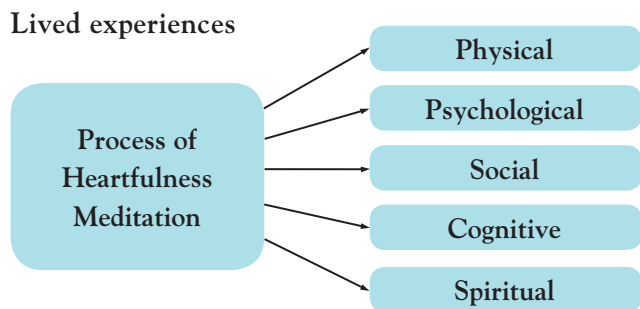 Lived experiences
Process of
Heartfulness
Meditation
Physical
Psychological
Social
Cognitive
Spiritual